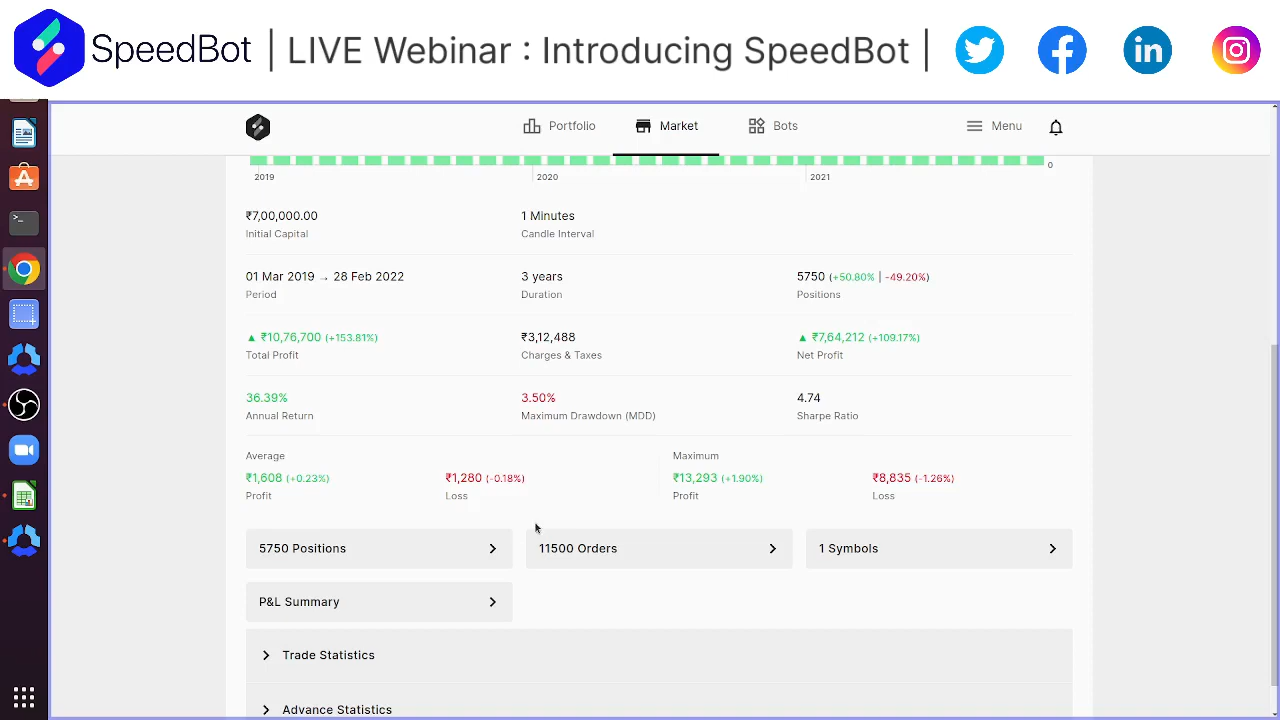 SpeedBot | LIVE Webinar : Introducing SpeedBot |
Portfolio Market Bots Menu
0
2019 2020 2021
₹7,00,000.00 1 Minutes
Initial Capital Candle Interval
01 Mar 2019 → 28 Feb 2022 3 years 5750 (+50.80% | -49.20%)
Period Duration Positions
▲ ₹10,76,700 (+153.81%) ₹3,12,488 ▲ ₹7,64,212 (+109.17%)
Total Profit Charges & Taxes Net Profit
36.39% 3.50% 4.74
Annual Return Maximum Drawdown (MDD) Sharpe Ratio
Average Maximum
₹1,608 (+0.23%) ₹1,280 (-0.18%) ₹13,293 (+1.90%) ₹8,835 (-1.26%)
Profit Loss Profit Loss
5750 Positions 11500 Orders 1 Symbols
P&L Summary
Trade Statistics
Advance Statistics